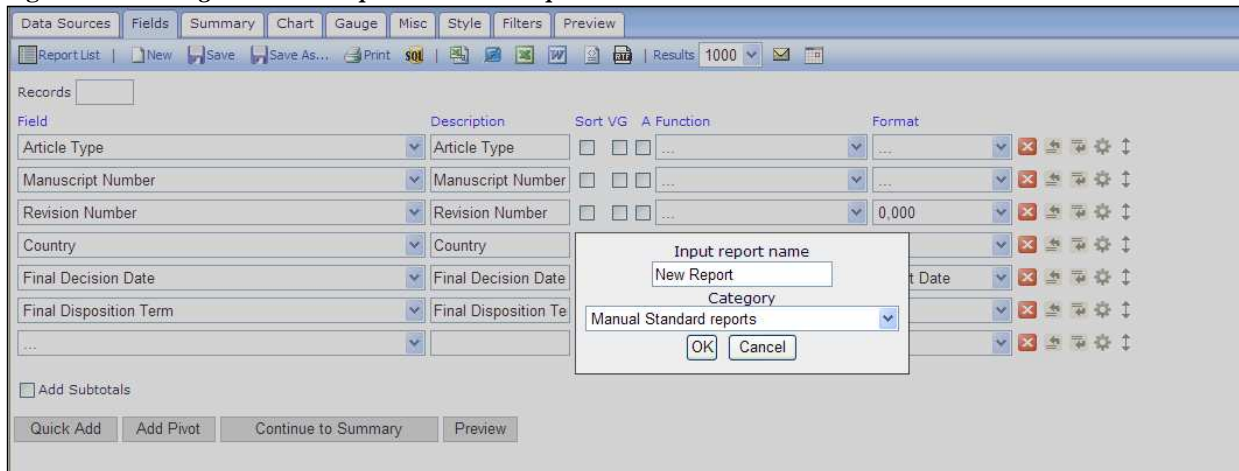 Data Sources Fields Summary Chart Gauge Misc Style Filters Preview
Report List | New Save Save As... Print sql | | Results 1000
Records
Field Description Sort VG A Function Format
Article Type Article Type ... ...
Manuscript Number Manuscript Number ... ...
Revision Number Revision Number ... 0,000
Country Country
Final Decision Date Final Decision Date t Date
Final Disposition Term Final Disposition Te
...
Input report name
New Report
Category
Manual Standard reports
OK Cancel
Add Subtotals
Quick Add Add Pivot Continue to Summary Preview